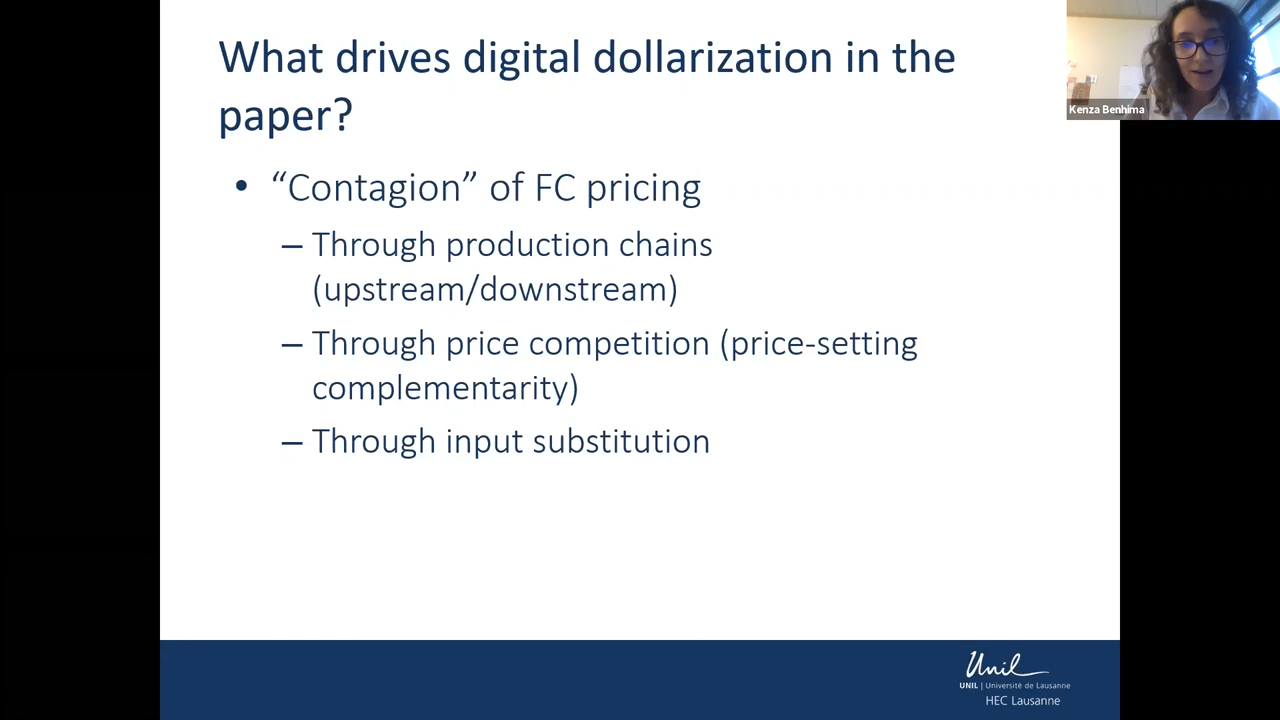 What drives digital dollarization in the
paper?
• “Contagion” of FC pricing
– Through production chains
(upstream/downstream)
– Through price competition (price-setting
complementarity)
– Through input substitution
Kenza Benhima
Unil
UNIL | Université de Lausanne
HEC Lausanne